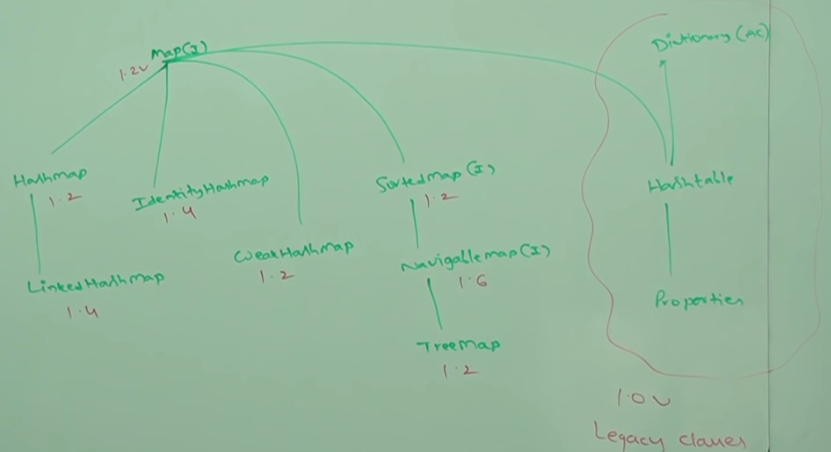 Map(I)
1.2v
Dictionary (AC)
Hashmap
1.2
IdentityHashmap
1.4
SortedMap (I)
1.2
Hashtable
LinkedHashMap
1.4
WeakHashMap
1.2
Navigablemap(I)
1.6
Properties
TreeMap
1.2
1.0 v
Legacy classes